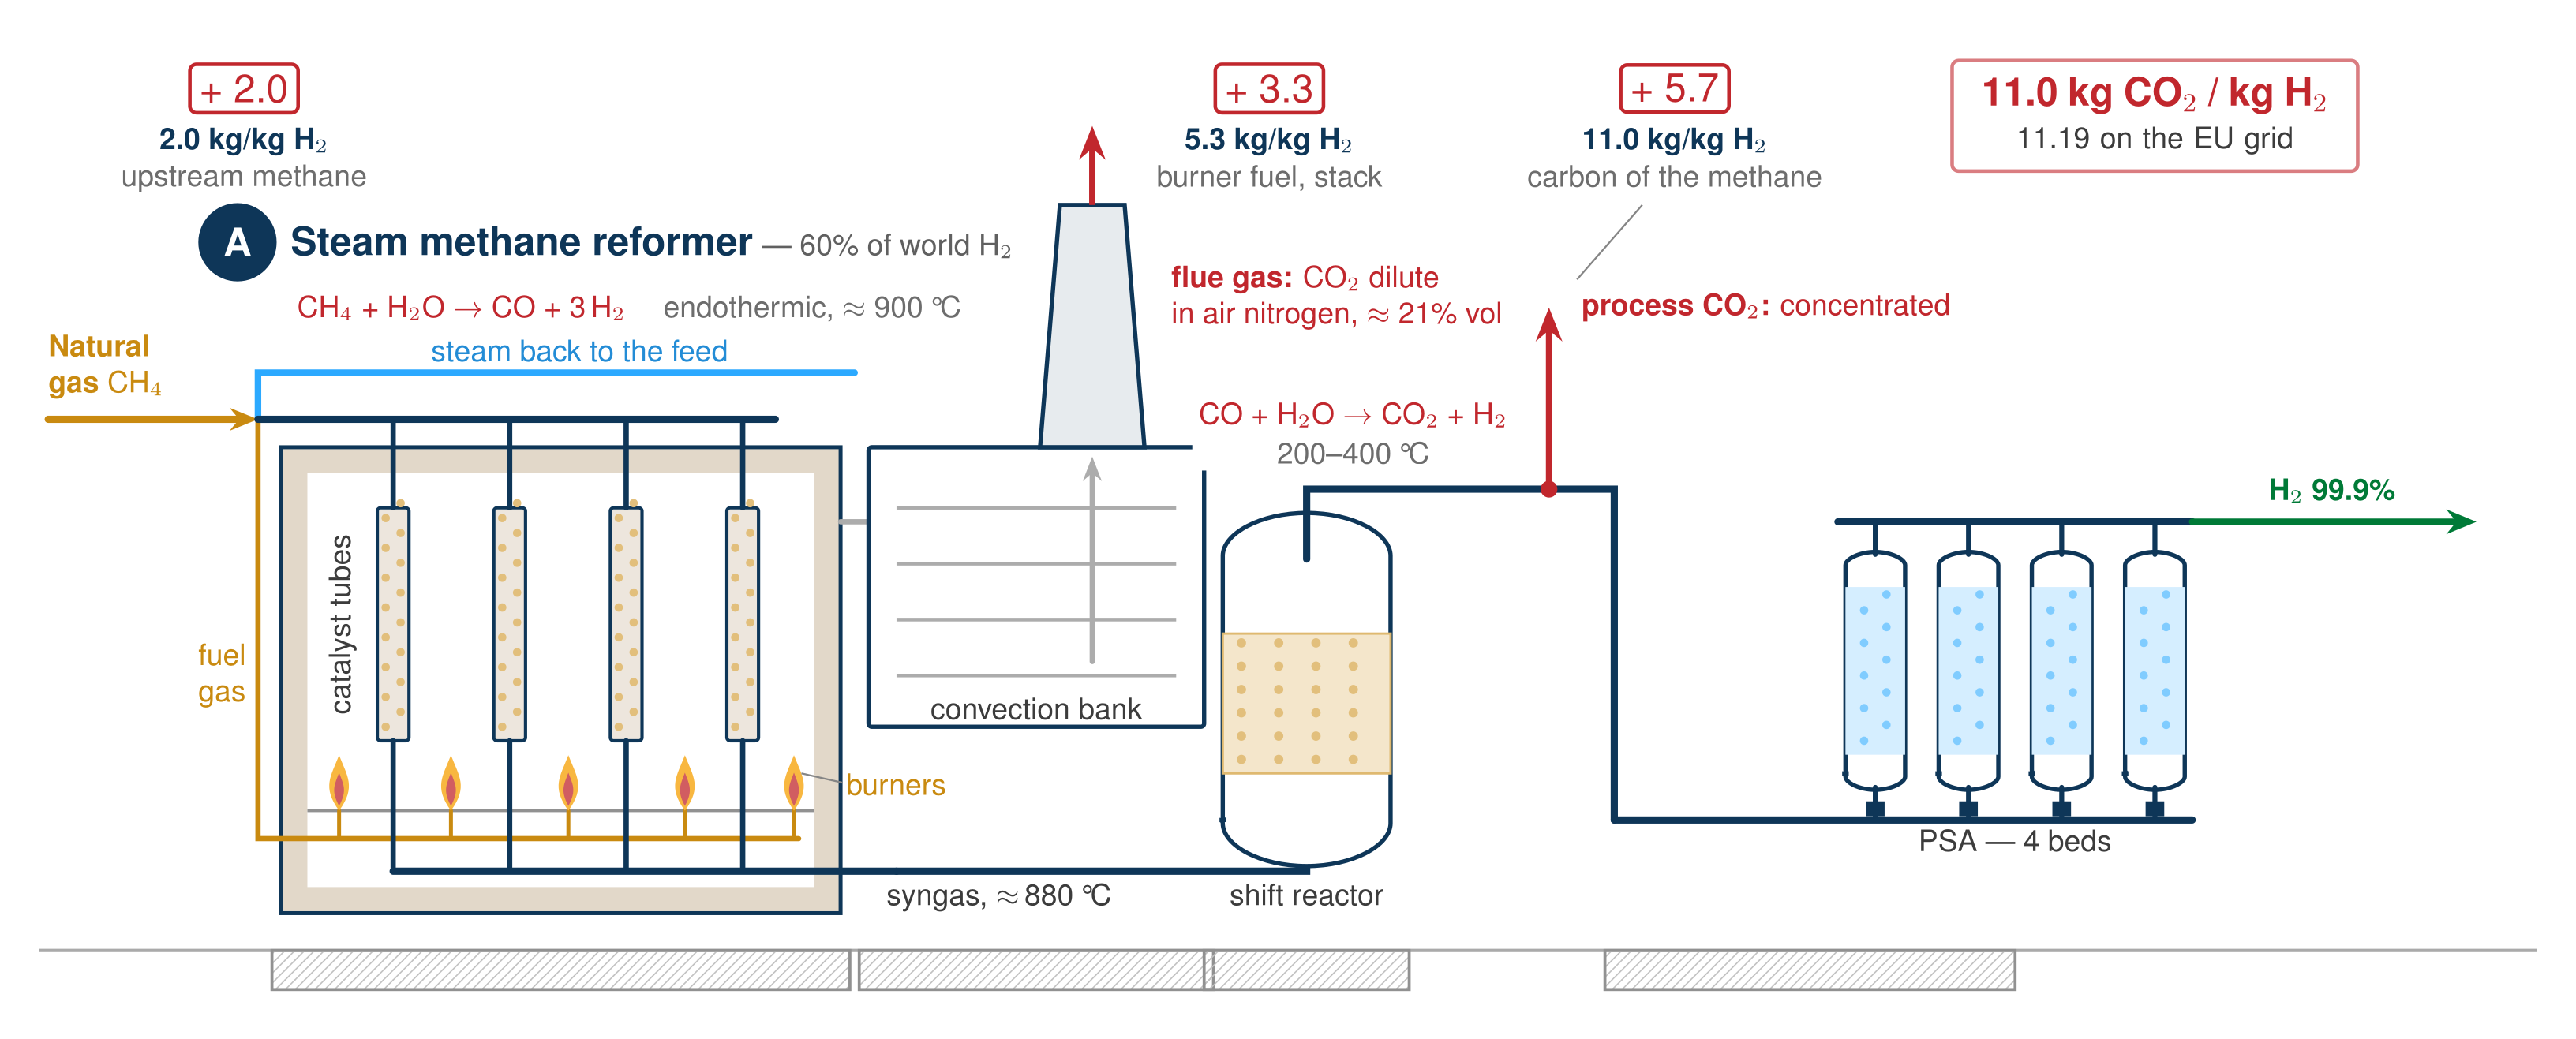 + 2.0
2.0 kg/kg H₂
upstream methane
+ 3.3
5.3 kg/kg H₂
burner fuel, stack
+ 5.7
11.0 kg/kg H₂
carbon of the methane
11.0 kg CO₂ / kg H₂
11.19 on the EU grid
A Steam methane reformer — 60% of world H₂
CH₄ + H₂O → CO + 3 H₂ endothermic, ≈ 900 °C
steam back to the feed
Natural
gas CH₄
flue gas: CO₂ dilute
in air nitrogen, ≈ 21% vol
process CO₂: concentrated
CO + H₂O → CO₂ + H₂
200–400 °C
H₂ 99.9%
fuel
gas
catalyst tubes
convection bank
burners
PSA — 4 beds
syngas, ≈ 880 °C
shift reactor